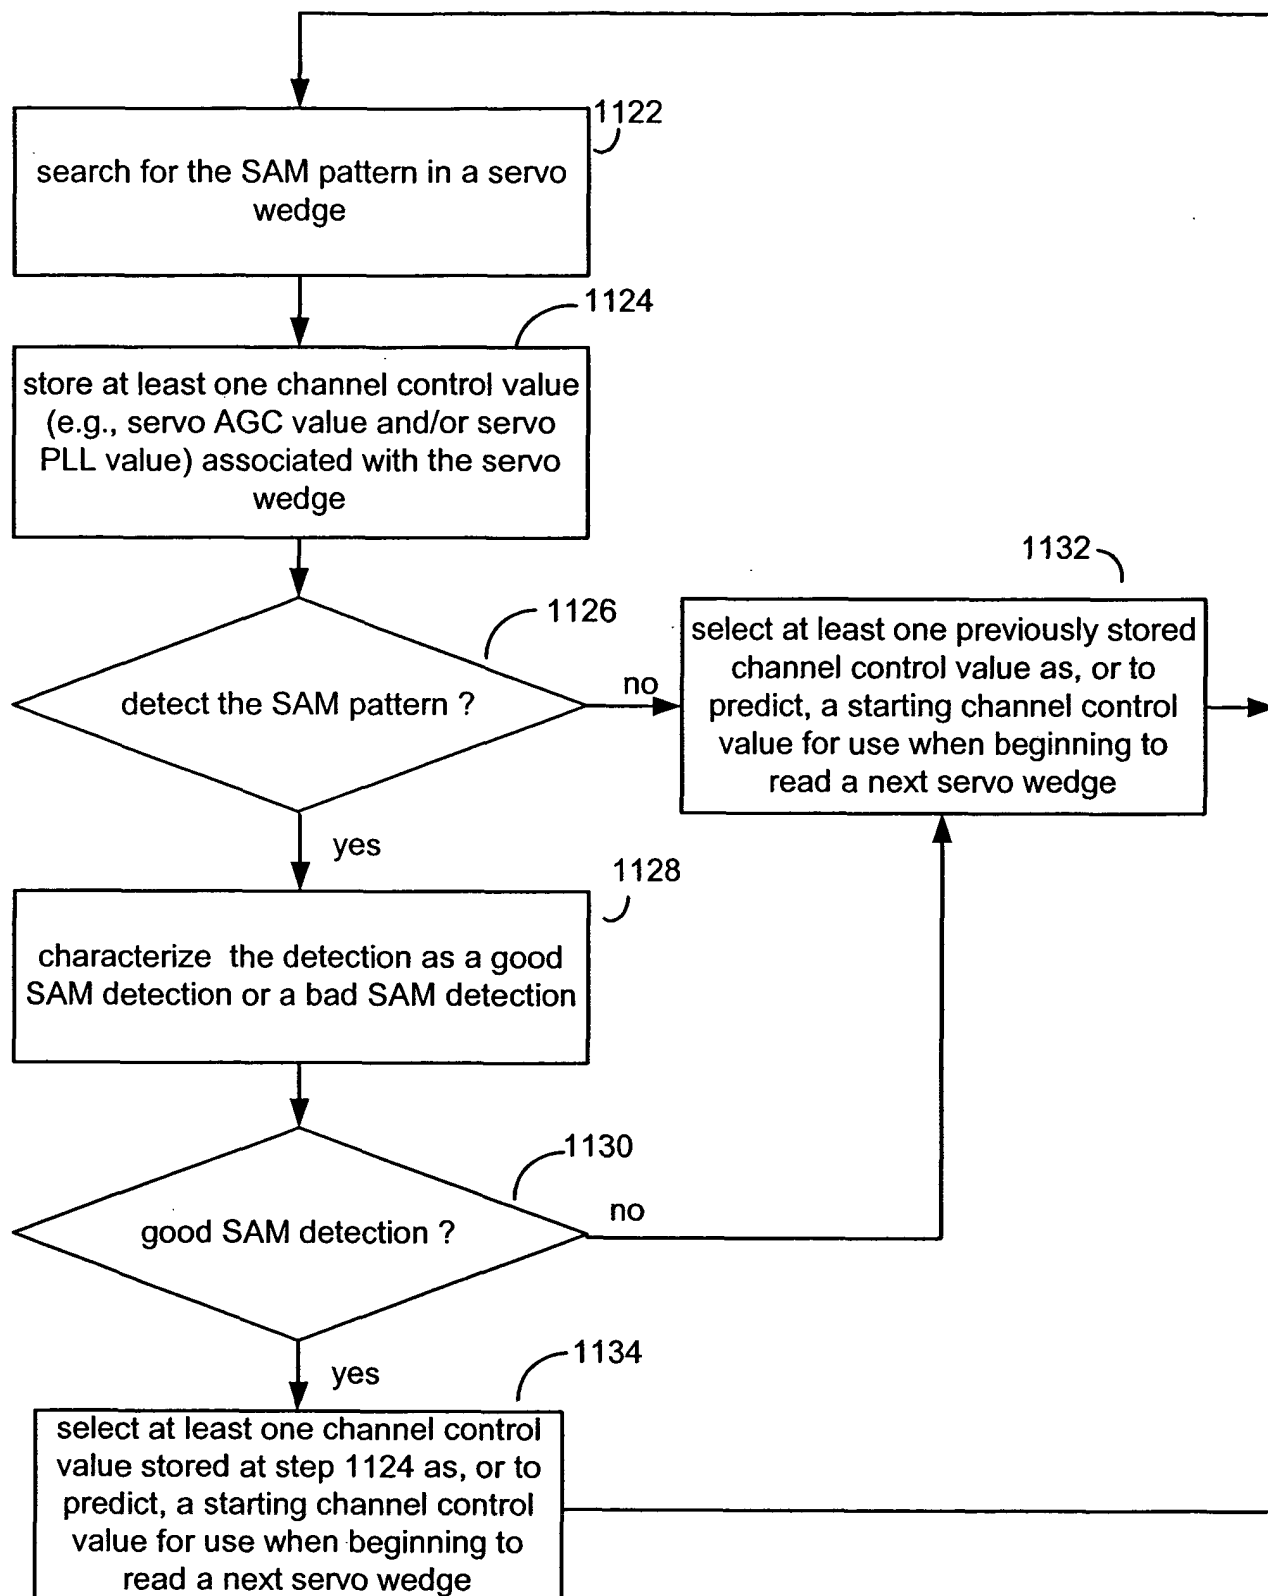 1122
search for the SAM pattern in a servo
wedge
1124
store at least one channel control value
(e.g., servo AGC value and/or servo
PLL value) associated with the servo
wedge
1126
detect the SAM pattern ?
no
yes
1132
select at least one previously stored
channel control value as, or to
predict, a starting channel control
value for use when beginning to
read a next servo wedge
1128
characterize the detection as a good
SAM detection or a bad SAM detection
1130
good SAM detection ?
no
yes
1134
select at least one channel control
value stored at step 1124 as, or to
predict, a starting channel control
value for use when beginning to
read a next servo wedge